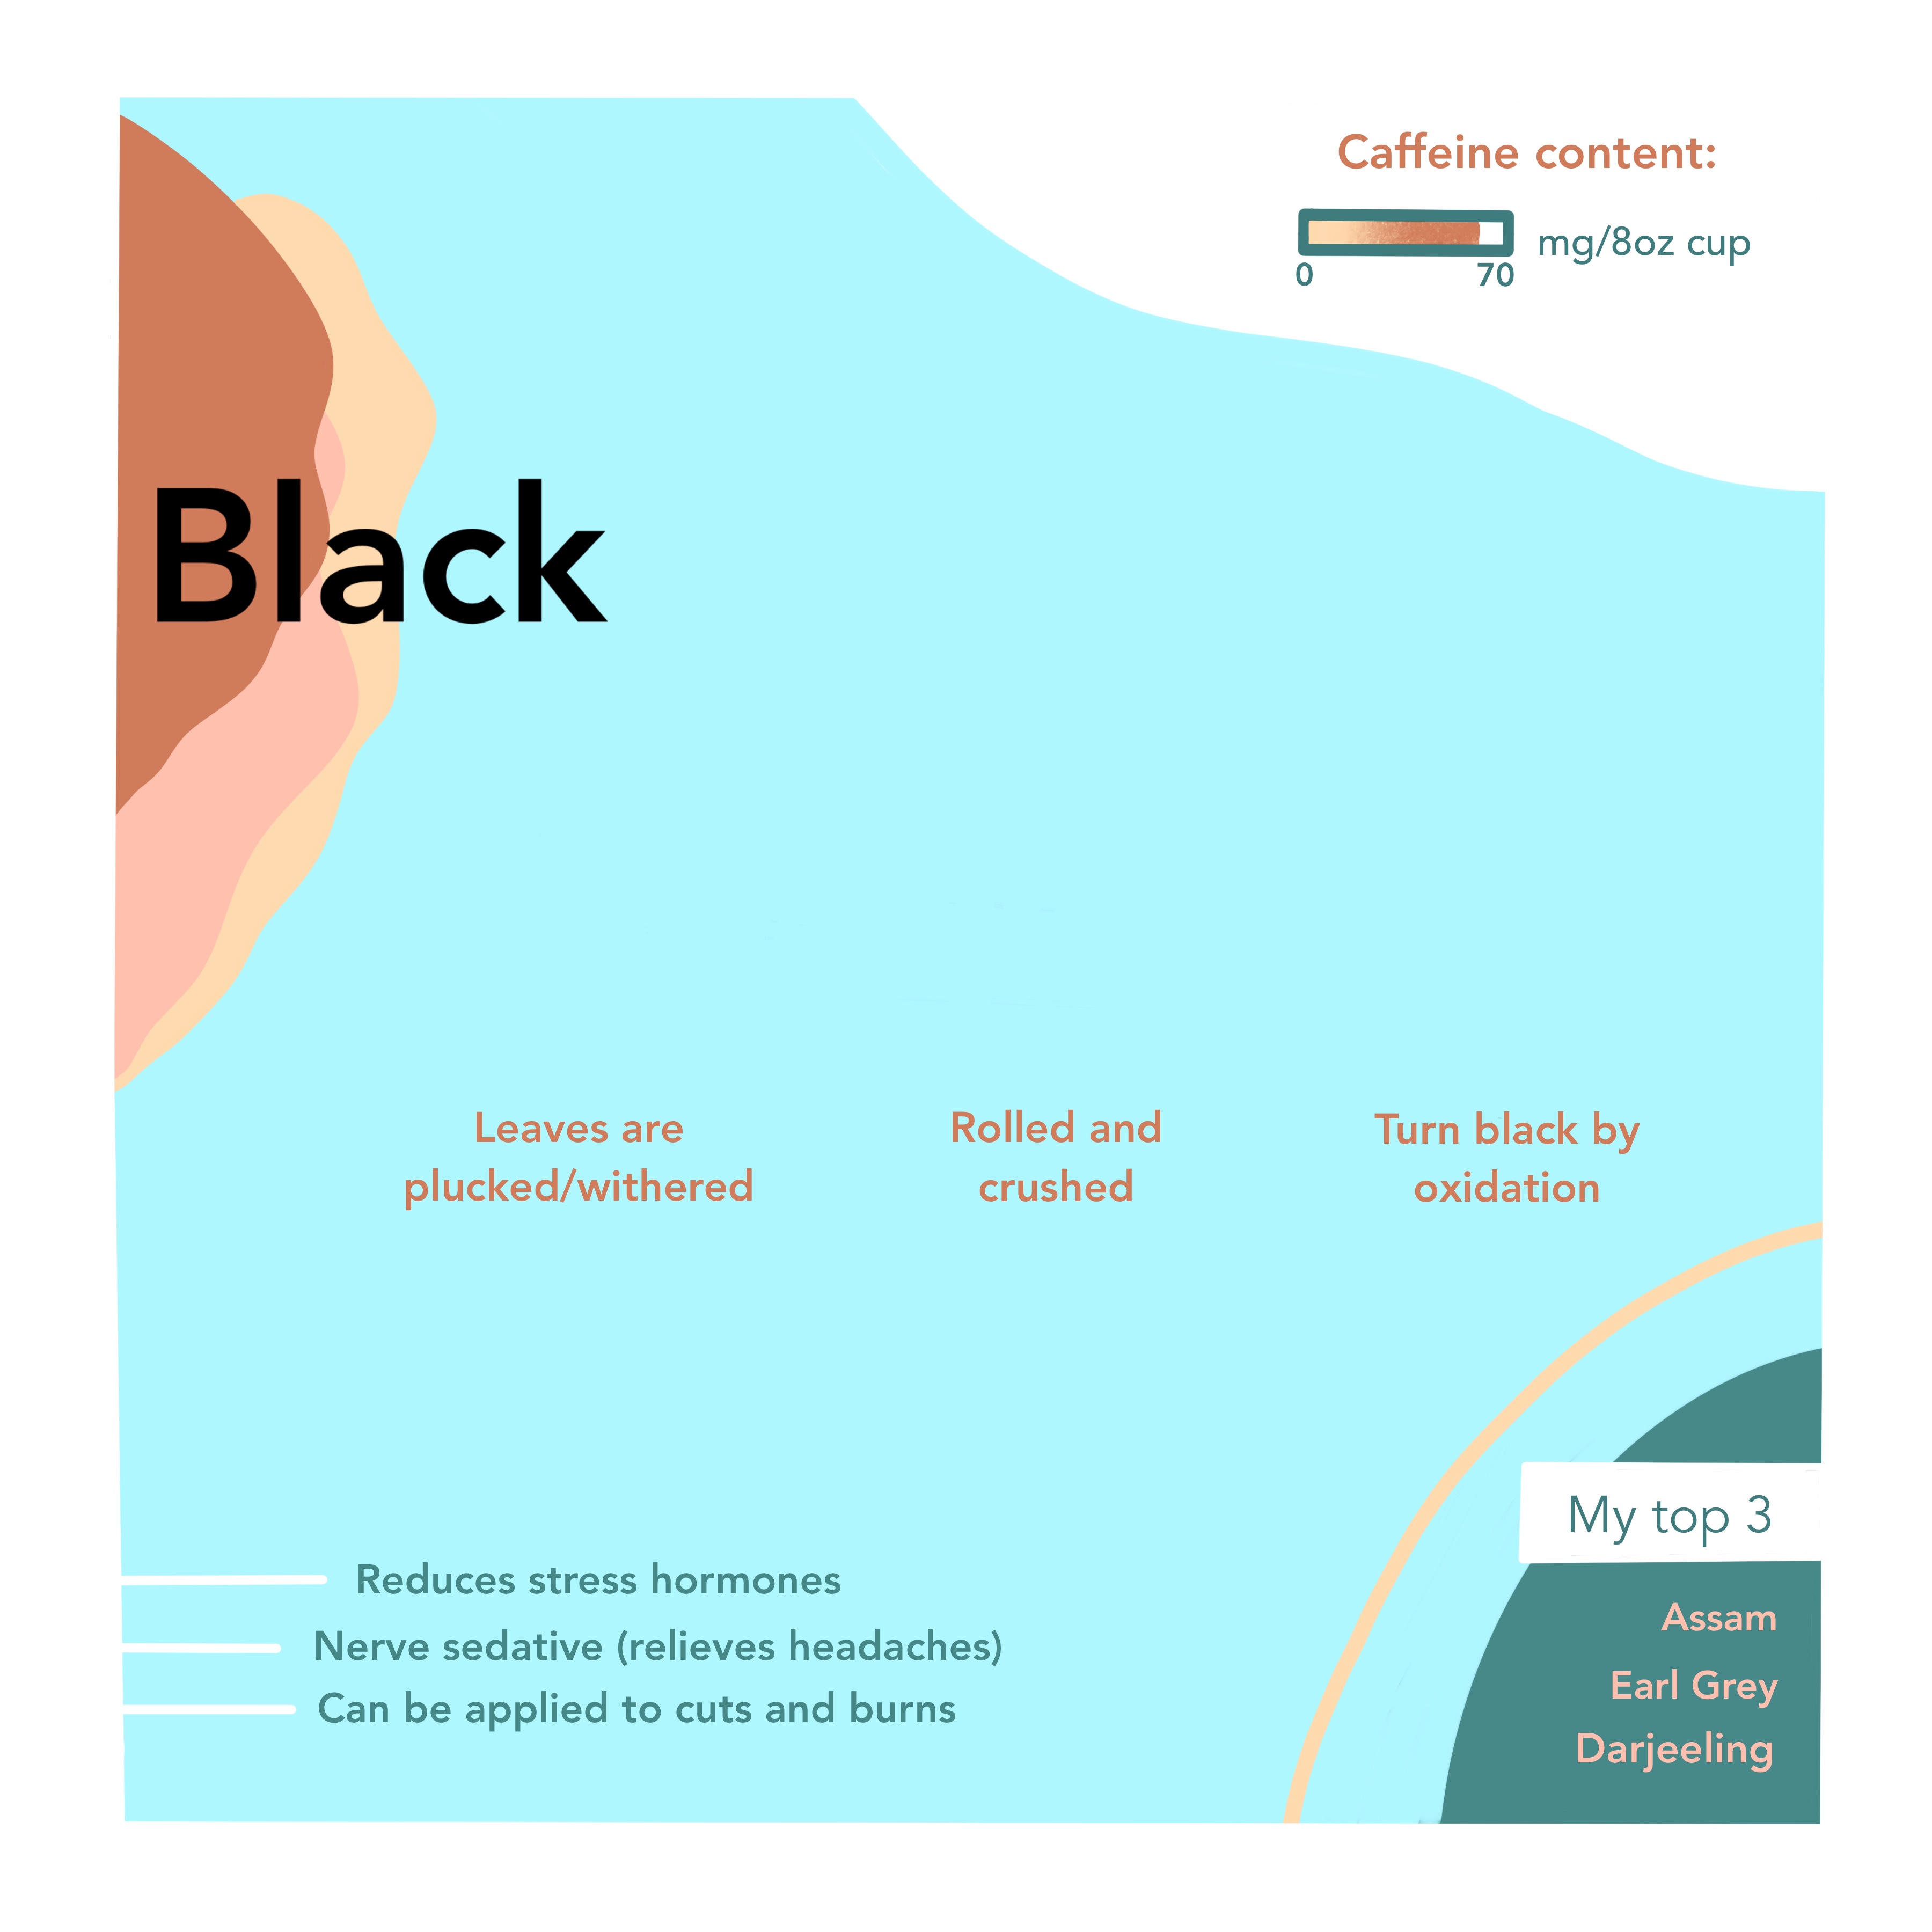 Caffeine content:
mg/8oz cup
0 70
Black
Leaves are
plucked/withered
Rolled and
crushed
Turn black by
oxidation
Reduces stress hormones
Nerve sedative (relieves headaches)
Can be applied to cuts and burns
My top 3
Assam
Earl Grey
Darjeeling